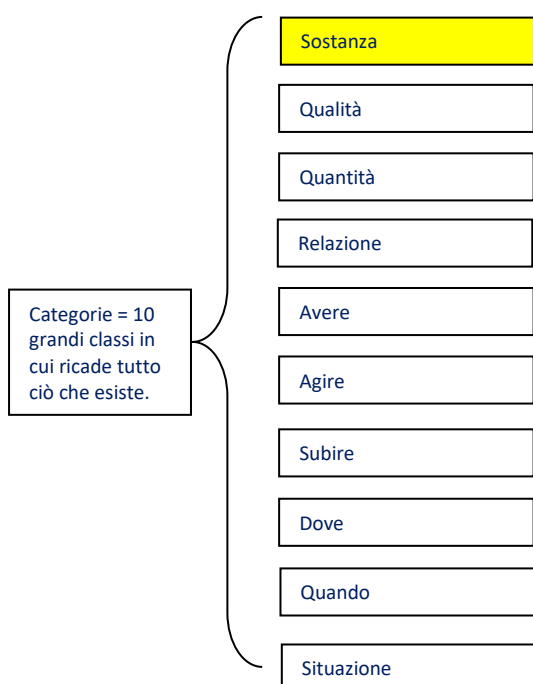 Sostanza
Qualità
Quantità
Relazione
Categorie = 10
grandi classi in
cui ricade tutto
ciò che esiste.
Avere
Agire
Subire
Dove
Quando
Situazione